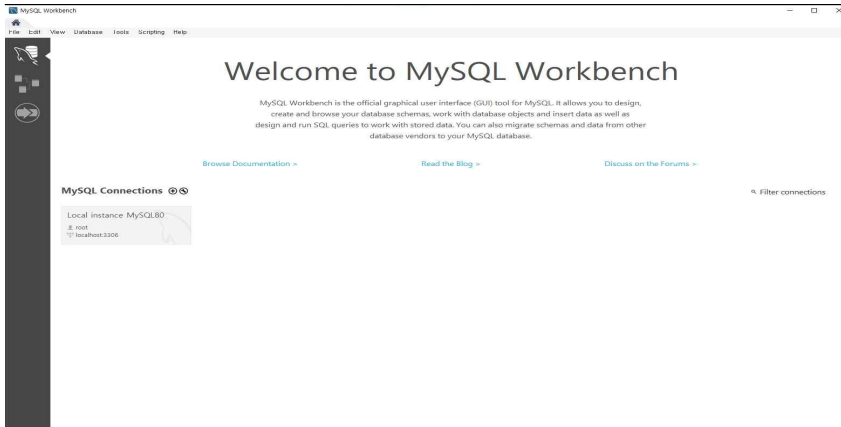 MySQL Workbench
File Edit View Database Tools Scripting Help
Welcome to MySQL Workbench
MySQL Workbench is the official graphical user interface (GUI) tool for MySQL. It allows you to design,
create and browse your database schemas, work with database objects and insert data as well as
design and run SQL queries to work with stored data. You can also migrate schemas and data from other
database vendors to your MySQL database.
Browse Documentation >
Read the Blog >
Discuss on the Forums >
MySQL Connections
Filter connections
Local instance MySQL80
root
localhost:3306